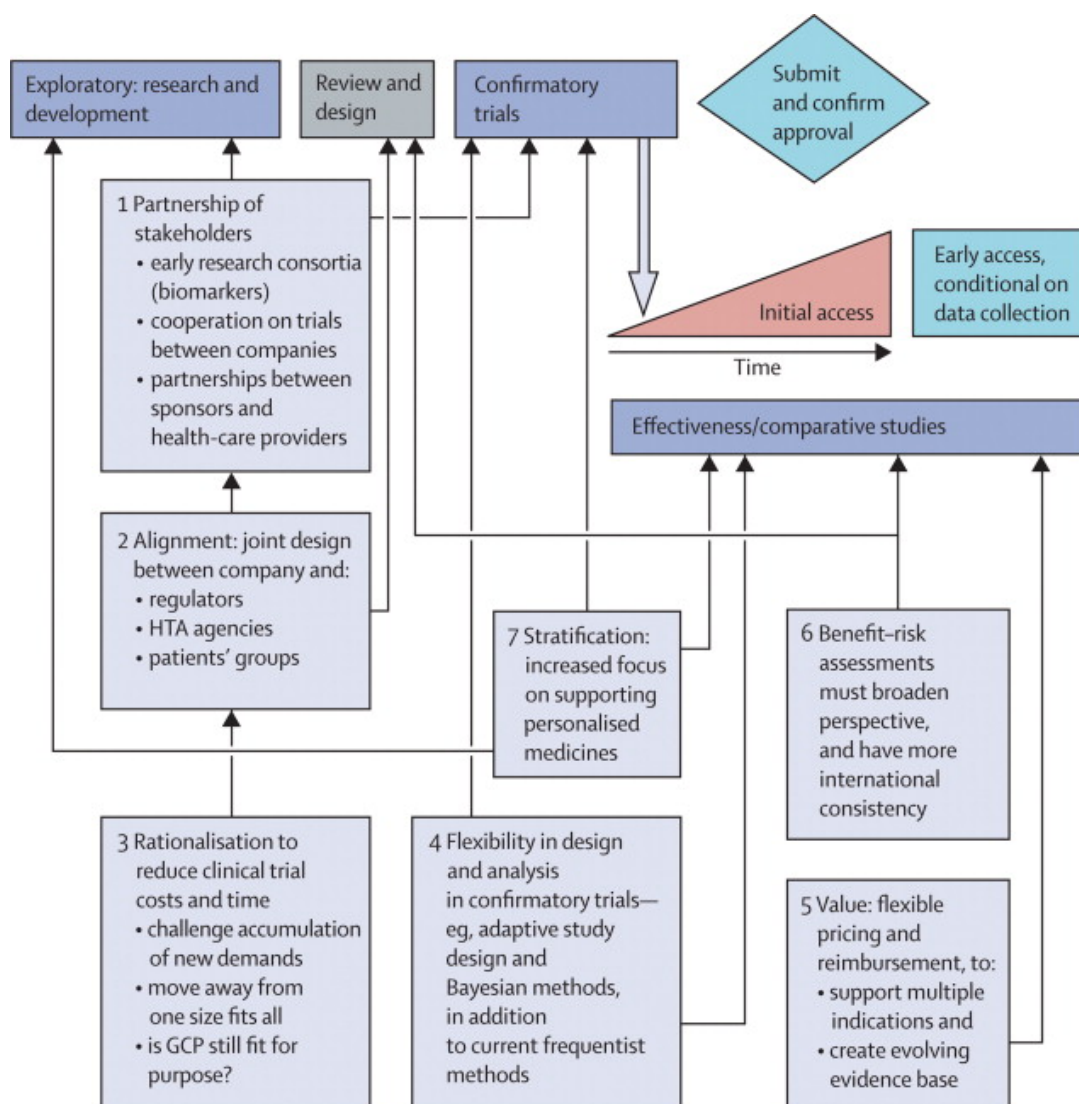 Exploratory: research and
development
Review and
design
Confirmatory
trials
Submit
and confirm
approval
1 Partnership of
stakeholders
• early research consortia
(biomarkers)
• cooperation on trials
between companies
• partnerships between
sponsors and
health-care providers
Initial access
Time
Early access,
conditional on
data collection
Effectiveness/comparative studies
2 Alignment: joint design
between company and:
• regulators
• HTA agencies
• patients’ groups
7 Stratification:
increased focus
on supporting
personalised
medicines
6 Benefit–risk
assessments
must broaden
perspective,
and have more
international
consistency
3 Rationalisation to
reduce clinical trial
costs and time
• challenge accumulation
of new demands
• move away from
one size fits all
• is GCP still fit for
purpose?
4 Flexibility in design
and analysis
in confirmatory trials—
eg, adaptive study
design and
Bayesian methods,
in addition
to current frequentist
methods
5 Value: flexible
pricing and
reimbursement, to:
• support multiple
indications and
• create evolving
evidence base